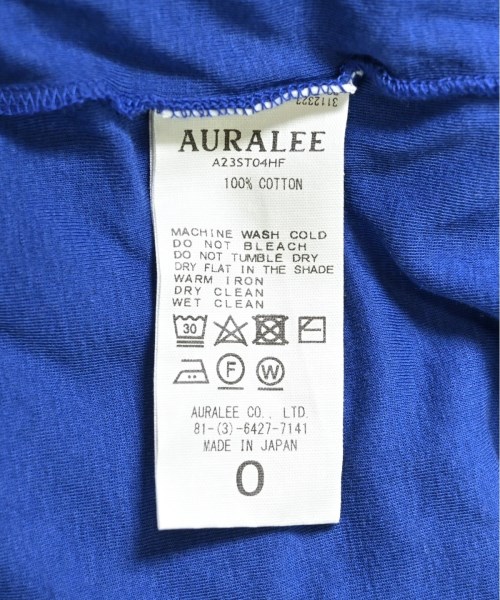 3112327
AURALEE
A23ST04HF
100% COTTON
MACHINE WASH COLD
DO NOT BLEACH
DO NOT TUMBLE DRY
DRY FLAT IN THE SHADE
WARM IRON
DRY CLEAN
WET CLEAN
30
F W
AURALEE CO., LTD.
81-(3)-6427-7141
MADE IN JAPAN
0